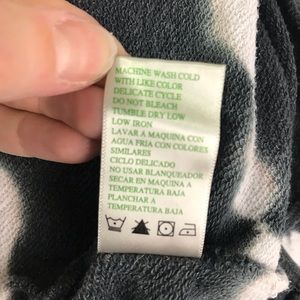 MACHINE WASH COLD
WITH LIKE COLOR
DELICATE CYCLE
DO NOT BLEACH
TUMBLE DRY LOW
LOW IRON
LAVAR A MAQUINA CON
AGUA FRIA CON COLORES
SIMILARES
CICLO DELICADO
NO USAR BLANQUEADOR
SECAR EN MAQUINA A
TEMPERATURA BAJA
PLANCHAR A
TEMPERATURA BAJA